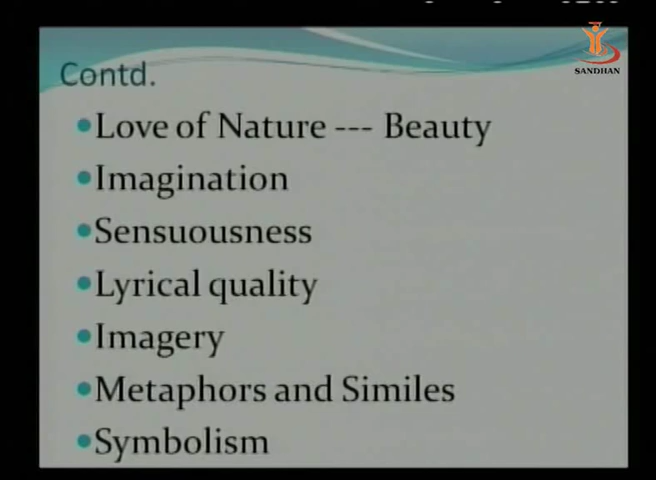 SANDHAN
Contd.
Love of Nature --- Beauty
Imagination
Sensuousness
Lyrical quality
Imagery
Metaphors and Similes
Symbolism